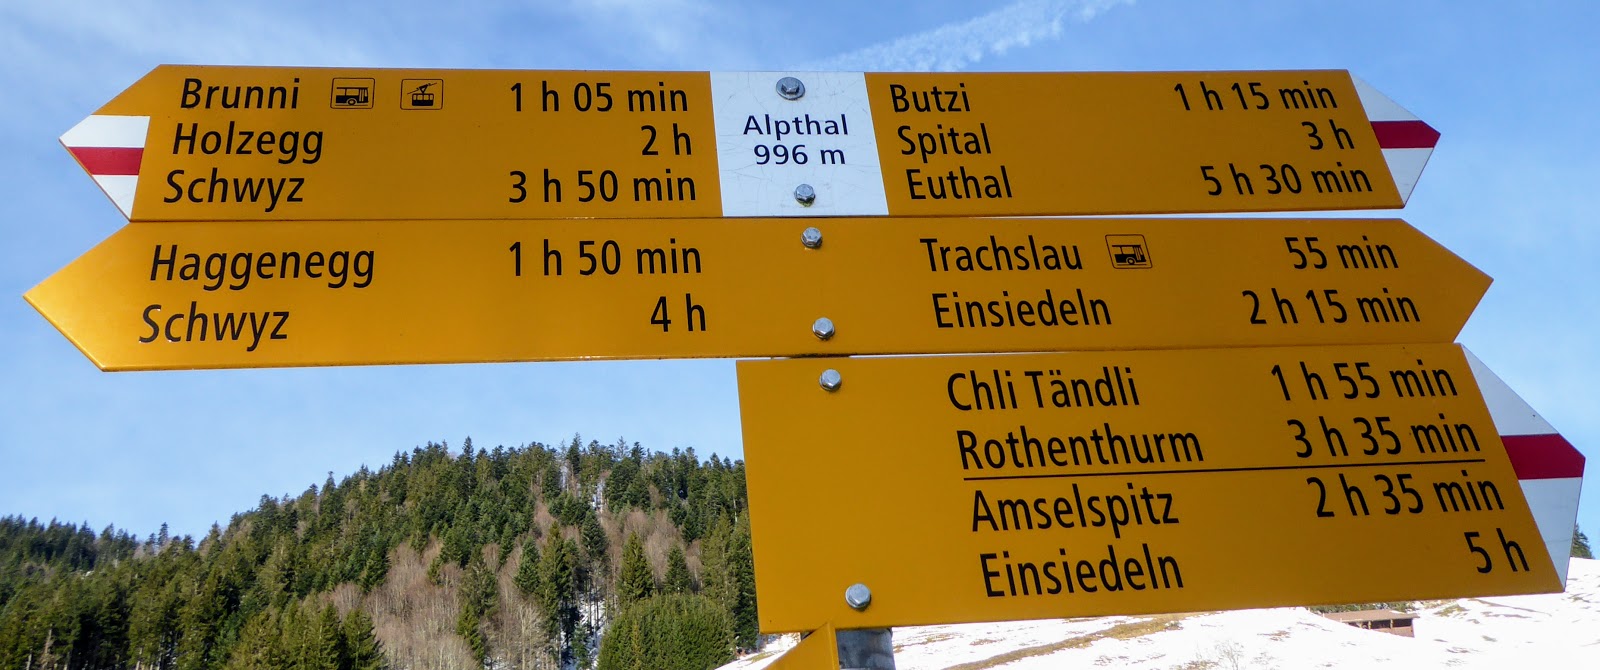 Brunni 1 h 05 min
Holzegg 2 h
Schwyz 3 h 50 min
Alpthal
996 m
Butzi 1 h 15 min
Spital 3 h
Euthal 5 h 30 min
Haggenegg 1 h 50 min
Schwyz 4 h
Trachslau 55 min
Einsiedeln 2 h 15 min
Chli Tändli 1 h 55 min
Rothenthurm 3 h 35 min
Amselspitz 2 h 35 min
Einsiedeln 5 h